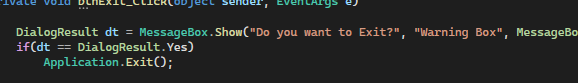 private void btnExit_Click(object sender, EventArgs e)
DialogResult dt = MessageBox.Show("Do you want to Exit?", "Warning Box", MessageBo
if(dt == DialogResult.Yes)
Application.Exit();